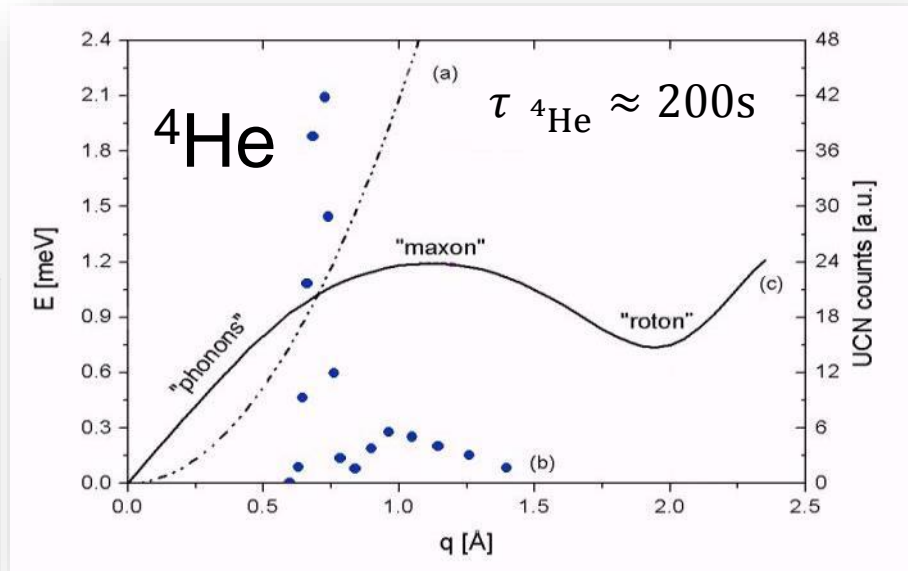 2.4
2.1
1.8
1.5
1.2
0.9
0.6
0.3
0.0
E [meV]
⁴He
(a)
τ ⁴He ≈ 200s
"phonons"
"maxon"
"roton"
(c)
(b)
48
42
36
30
24
18
12
6
0
UCN counts [a.u.]
0.0 0.5 1.0 1.5 2.0 2.5
q [Å]